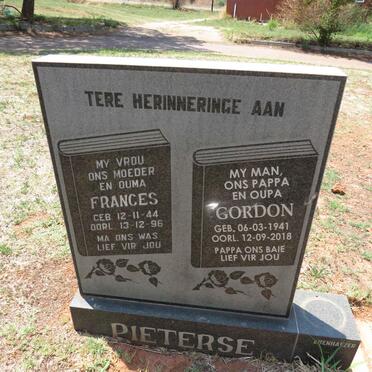 TERE HERINNERINGE AAN
MY VROU
ONS MOEDER
EN OUMA
FRANCES
GEB 12-11-44
OORL 13-12-96
MA ONS WAS
LIEF VIR JOU
MY MAN,
ONS PAPPA
EN OUPA
GORDON
GEB. 06-03-1941
OORL. 12-09-2018
PAPPA ONS BAIE
LIEF VIR JOU
PIETERSE